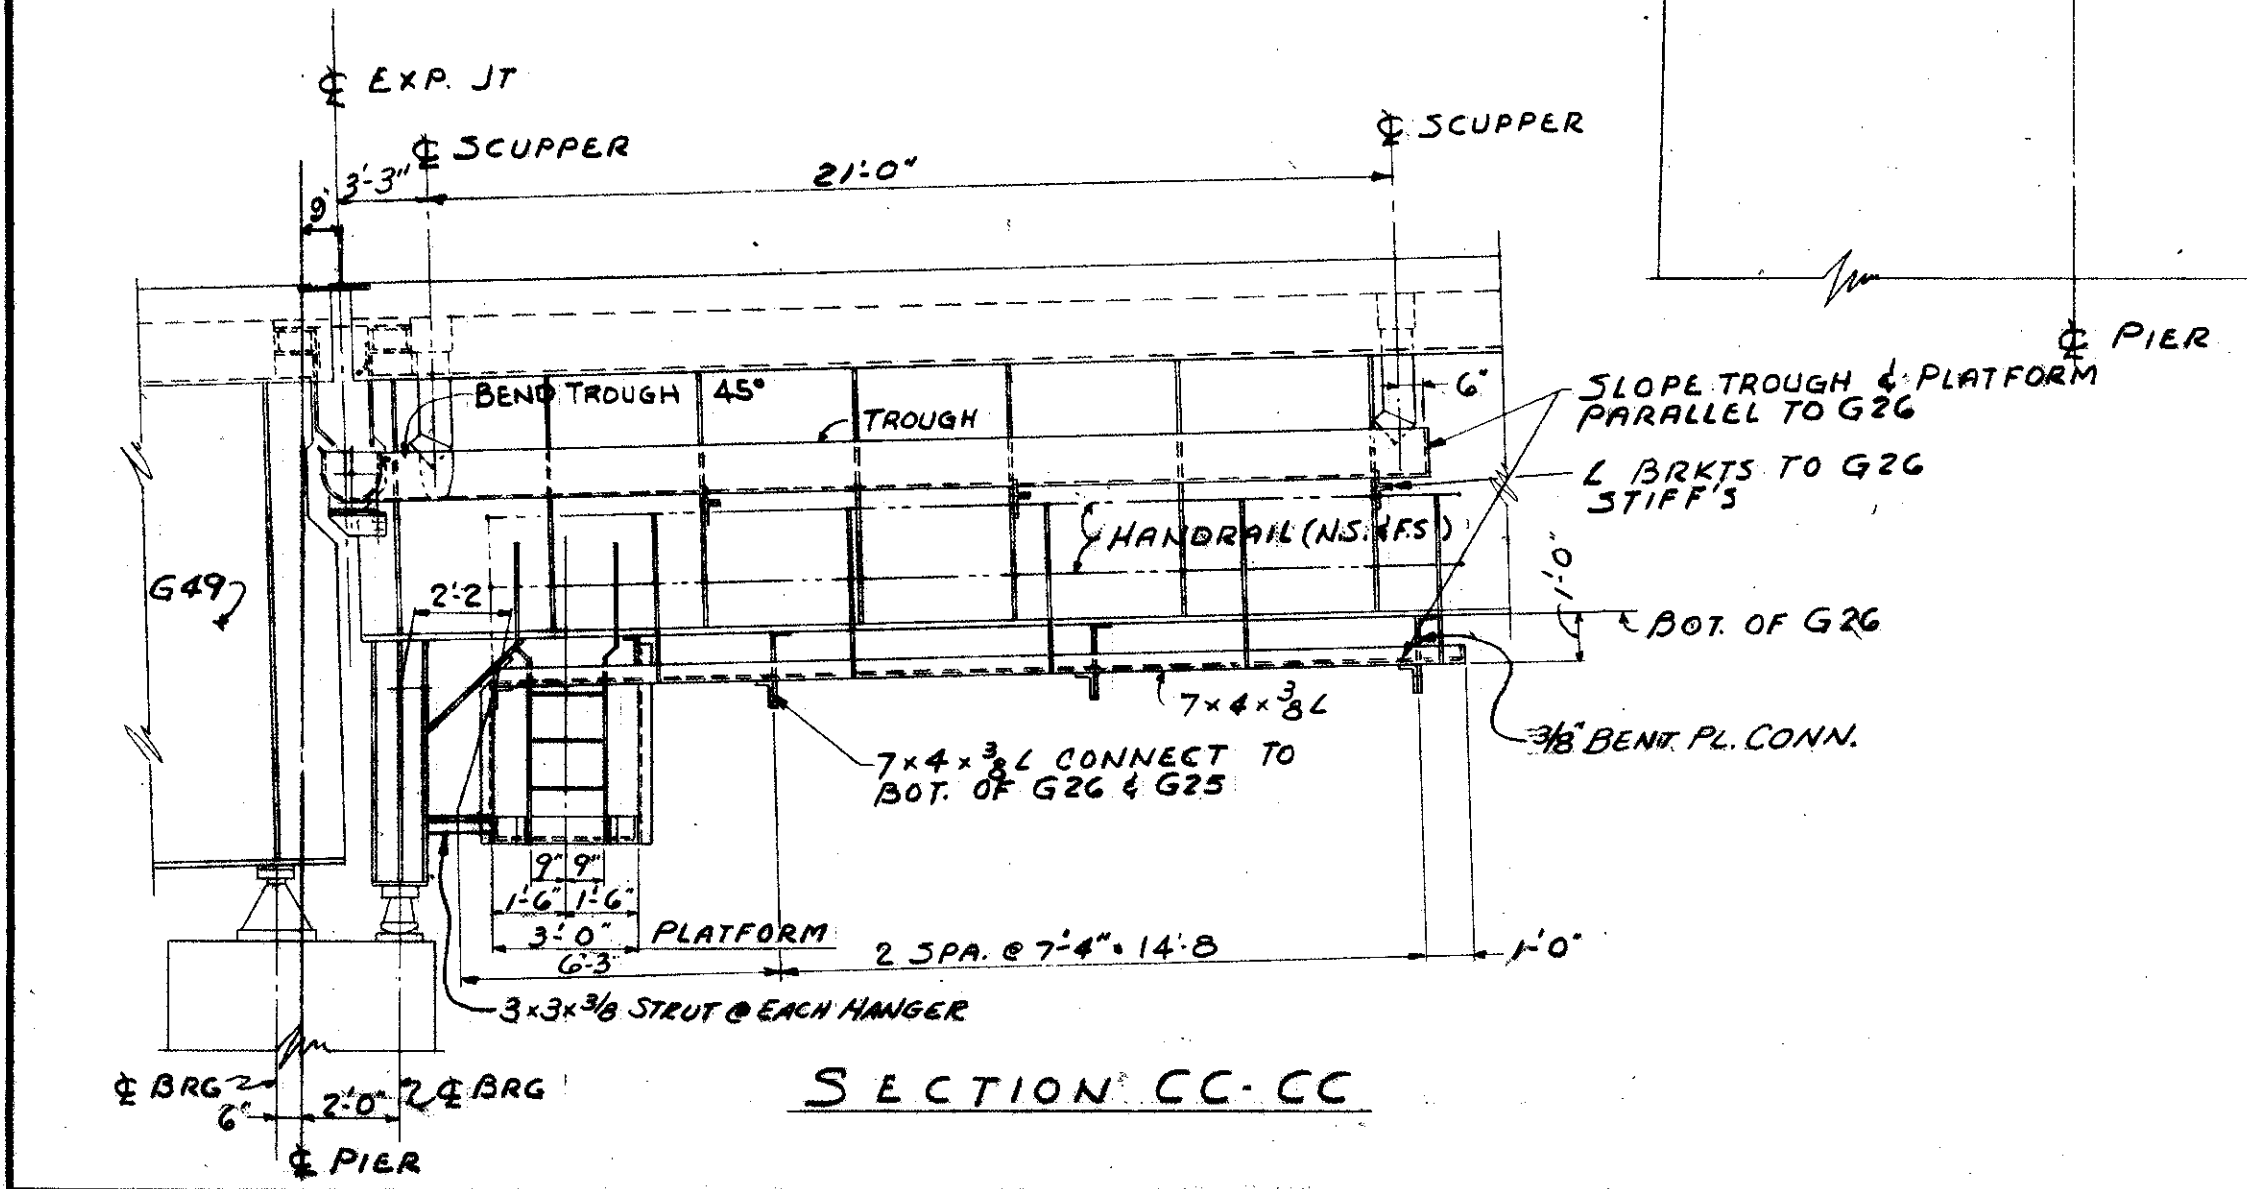 ℄ EXP. JT
℄ SCUPPER
℄ SCUPPER
3'-3"
21'-0"
9"
℄ PIER
BEND TROUGH 45°
TROUGH
6"
SLOPE TROUGH & PLATFORM
PARALLEL TO G26
L BRKTS TO G26
STIFF'S
HANDRAIL (N.S. & F.S)
G49
2'-2
1'-0"
BOT. OF G26
7 x 4 x 3/8 L
3/8" BENT PL. CONN.
7 x 4 x 3/8 L CONNECT TO
BOT. OF G26 & G25
9" 9"
1'-6" 1'-6"
3'-0" PLATFORM
6'-3
2 SPA. @ 7'-4" = 14'-8
1'-0"
3 x 3 x 3/8 STRUT @ EACH HANGER
℄ BRG
℄ BRG
6"
2'-0"
℄ PIER
SECTION CC-CC